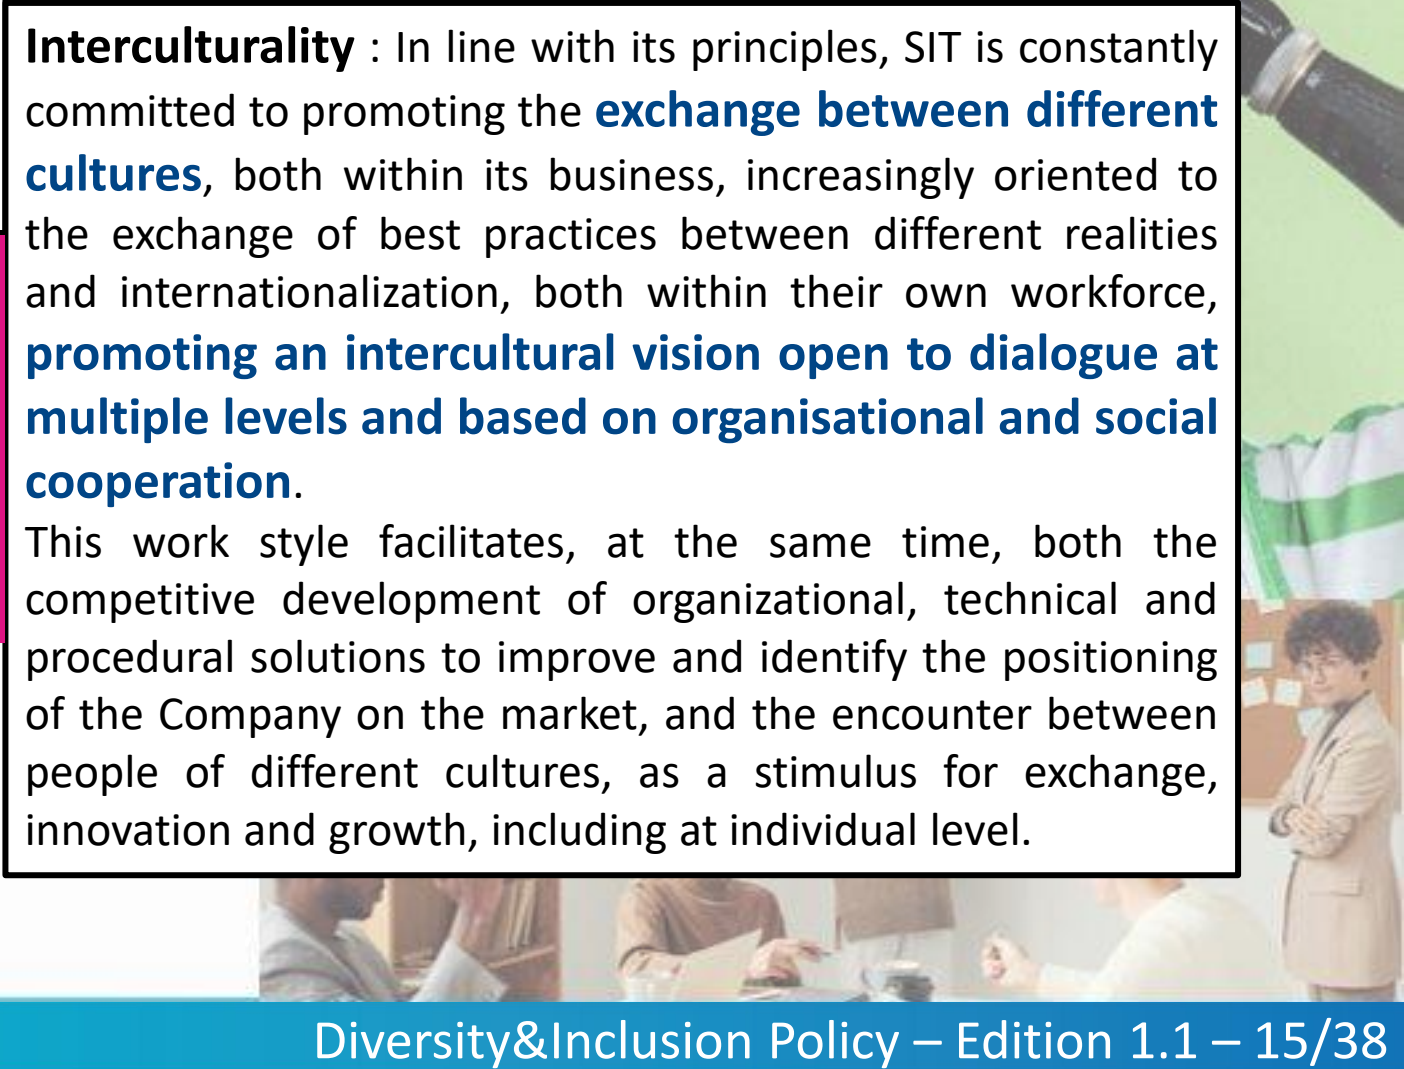 Interculturality : In line with its principles, SIT is constantly
committed to promoting the exchange between different
cultures, both within its business, increasingly oriented to
the exchange of best practices between different realities
and internationalization, both within their own workforce,
promoting an intercultural vision open to dialogue at
multiple levels and based on organisational and social
cooperation.
This work style facilitates, at the same time, both the
competitive development of organizational, technical and
procedural solutions to improve and identify the positioning
of the Company on the market, and the encounter between
people of different cultures, as a stimulus for exchange,
innovation and growth, including at individual level.
Diversity&Inclusion Policy – Edition 1.1 – 15/38